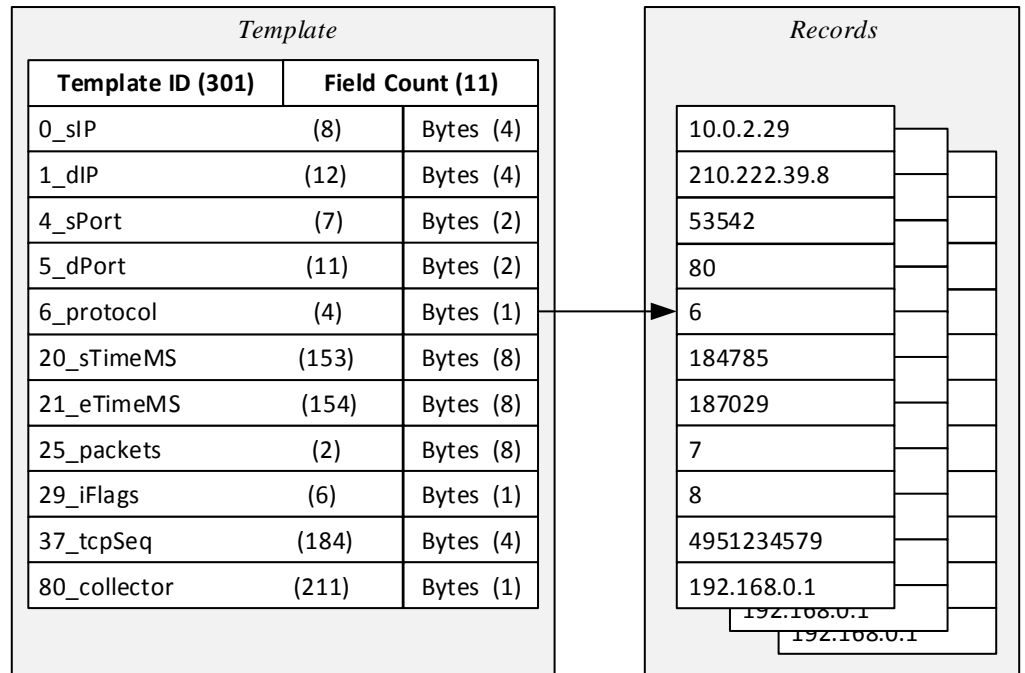 Template
Template ID (301) Field Count (11)
0_sIP (8) Bytes (4)
1_dIP (12) Bytes (4)
4_sPort (7) Bytes (2)
5_dPort (11) Bytes (2)
6_protocol (4) Bytes (1)
20_sTimeMS (153) Bytes (8)
21_eTimeMS (154) Bytes (8)
25_packets (2) Bytes (8)
29_iFlags (6) Bytes (1)
37_tcpSeq (184) Bytes (4)
80_collector (211) Bytes (1)
Records
10.0.2.29
210.222.39.8
53542
80
6
184785
187029
7
8
4951234579
192.168.0.1
192.168.0.1
192.168.0.1